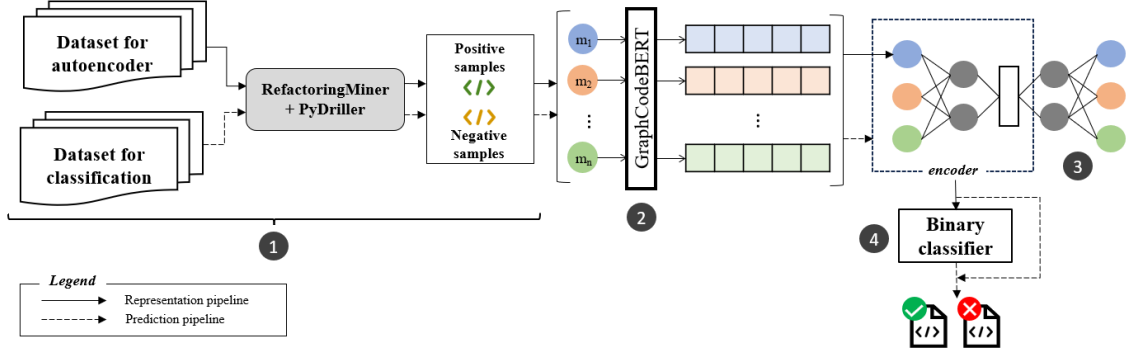 Dataset for
autoencoder
Dataset for
classification
RefactoringMiner
+ PyDriller
Positive
samples
</>
</>
Negative
samples
m1
m2
⋮
mn
GraphCodeBERT
⋮
encoder
Binary
classifier
1
2
3
4
</>
</>
Legend
Representation pipeline
Prediction pipeline